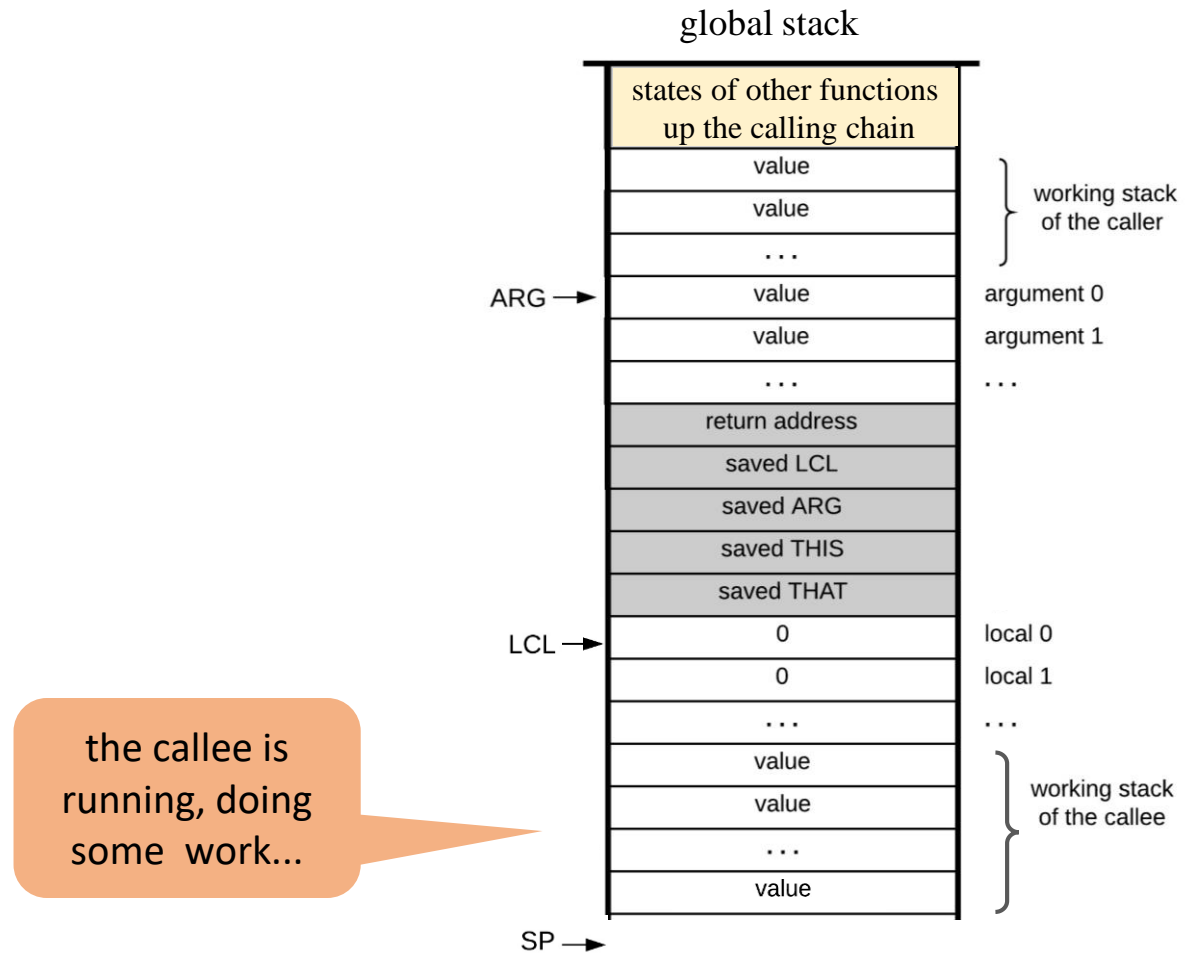 global stack
states of other functions
up the calling chain
value
value
. . .
working stack
of the caller
ARG
value
argument 0
value
argument 1
. . .
. . .
return address
saved LCL
saved ARG
saved THIS
saved THAT
LCL
0
local 0
0
local 1
. . .
. . .
the callee is
running, doing
some work...
value
value
. . .
value
working stack
of the callee
SP